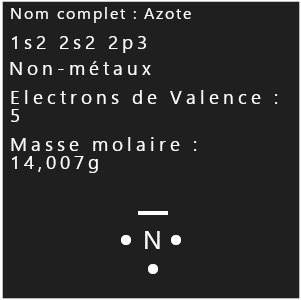 Nom complet : Azote
1s2 2s2 2p3
Non-métaux
Electrons de Valence :
5
Masse molaire :
14,007g
N